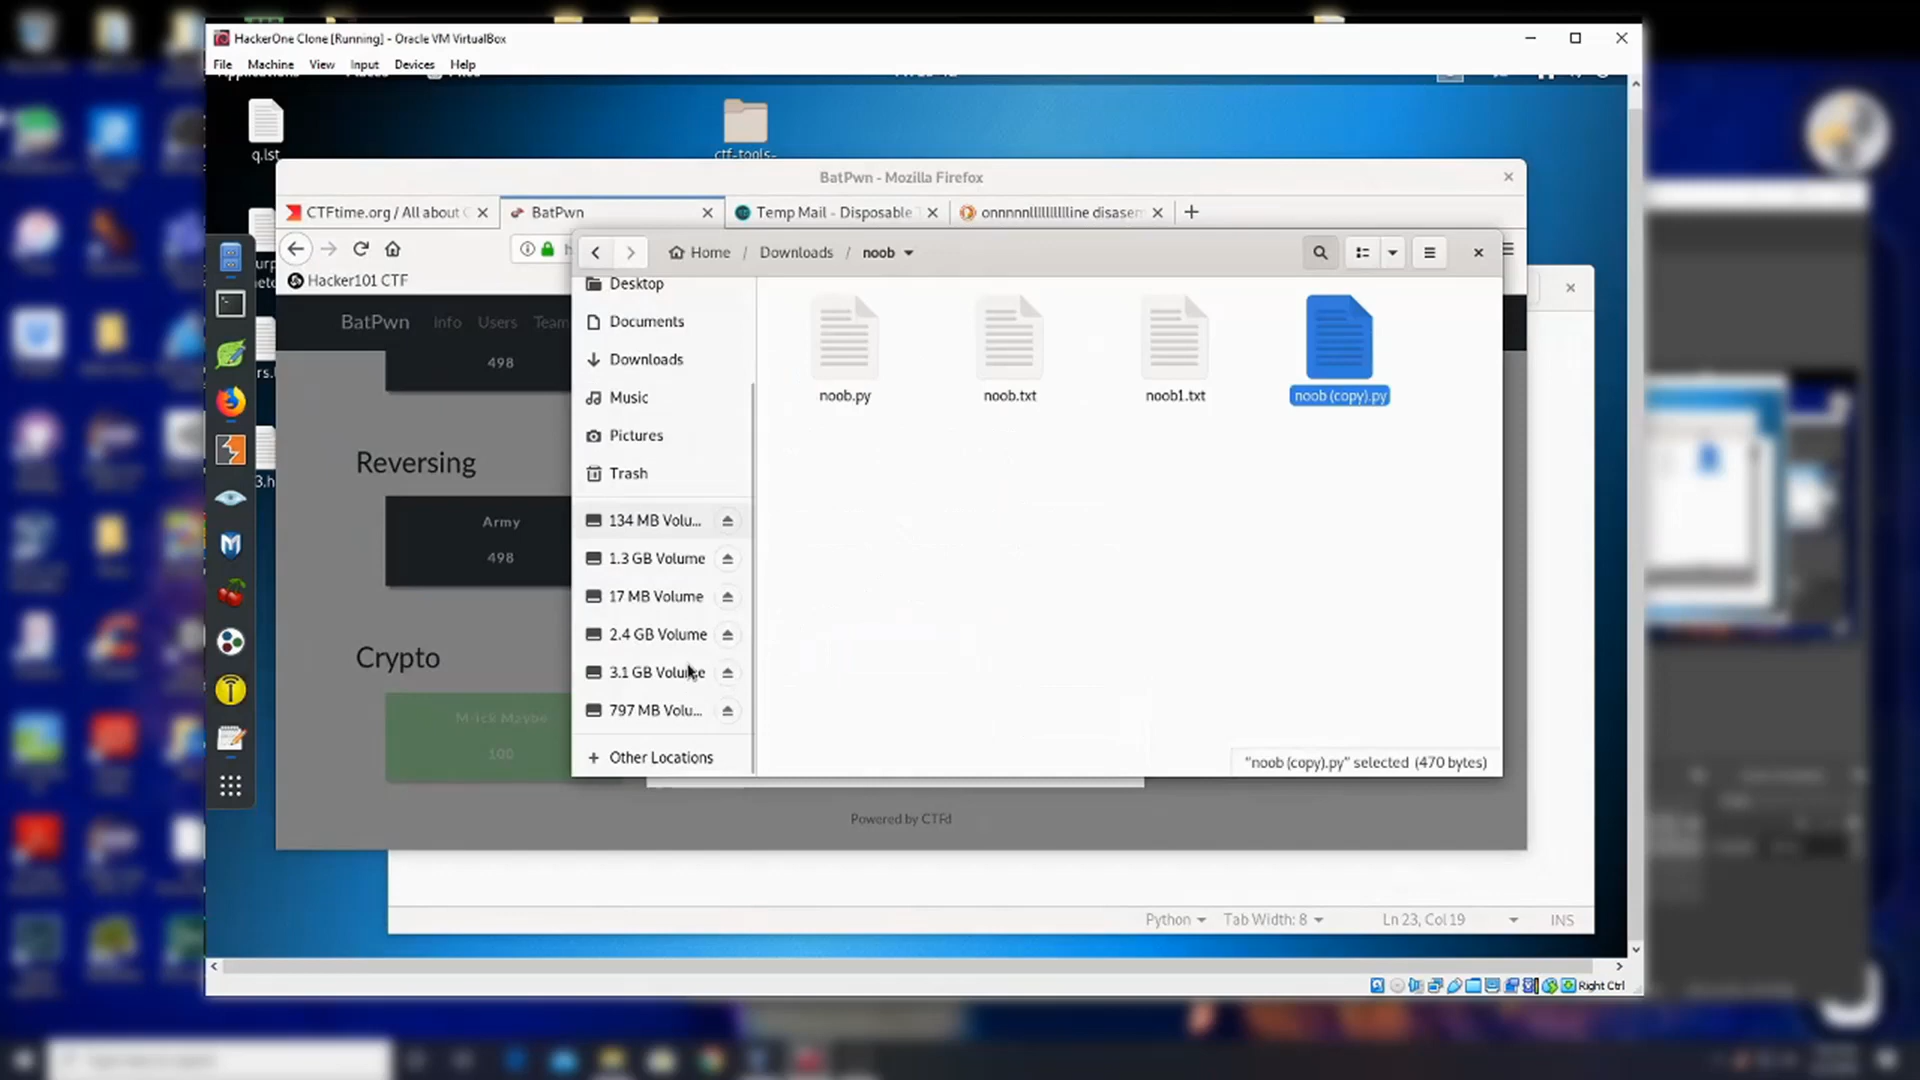 HackerOne Clone [Running] - Oracle VM VirtualBox
File Machine View Input Devices Help
q.lst
ctf-tools-
BatPwn - Mozilla Firefox
CTFtime.org / All about C
BatPwn
Temp Mail - Disposable T
onnnnnlllllllllline disasem
Home / Downloads / noob
Hacker101 CTF
BatPwn Info Users Team
498
Desktop
Documents
Downloads
Music
Pictures
Trash
134 MB Volu...
1.3 GB Volume
17 MB Volume
2.4 GB Volume
3.1 GB Volume
797 MB Volu...
+ Other Locations
noob.py
noob.txt
noob1.txt
noob (copy).py
Reversing
Army
498
Crypto
100
"noob (copy).py" selected (470 bytes)
Powered by CTFd
Python Tab Width: 8 Ln 23, Col 19 INS
Right Ctrl